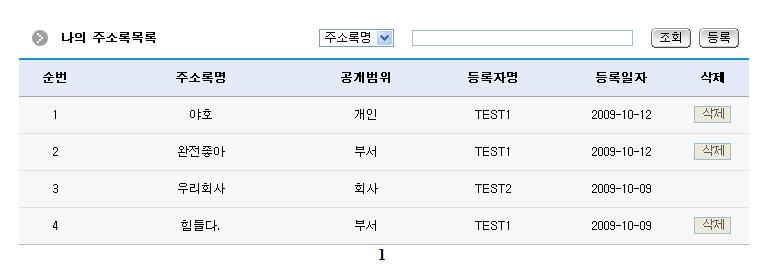 나의 주소록목록 주소록명 조회 등록
순번 주소록명 공개범위 등록자명 등록일자 삭제
1 야호 개인 TEST1 2009-10-12 삭제
2 완전좋아 부서 TEST1 2009-10-12 삭제
3 우리회사 회사 TEST2 2009-10-09
4 힘들다. 부서 TEST1 2009-10-09 삭제
1